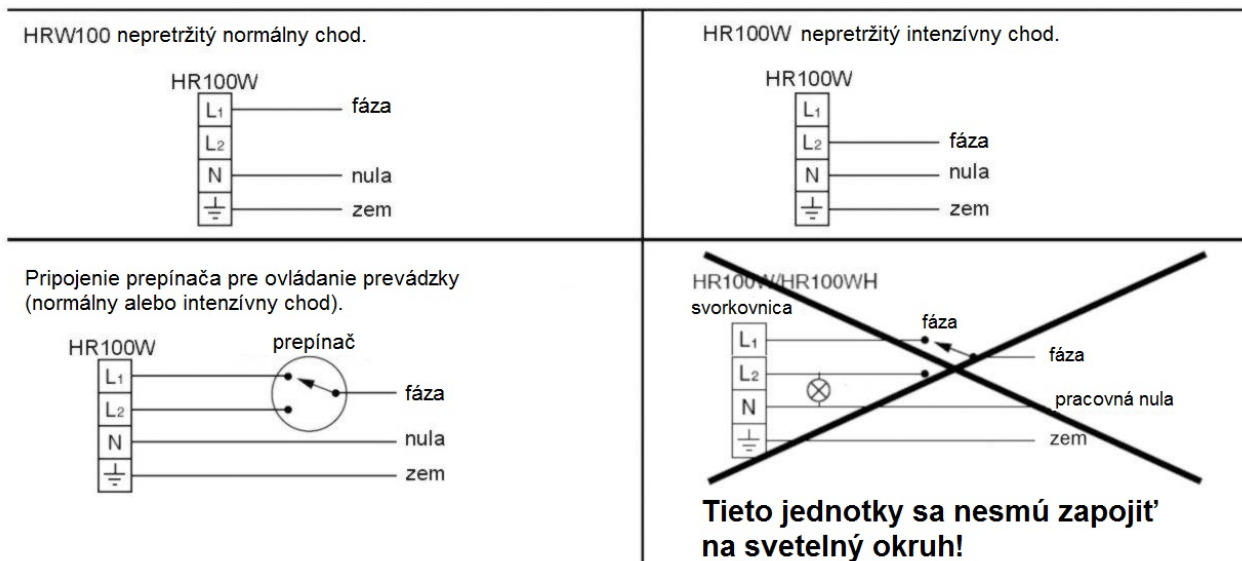 HRW100 nepretržitý normálny chod.
HR100W
L1
fáza
L2
N
nula
zem
HR100W nepretržitý intenzívny chod.
HR100W
L1
L2
fáza
N
nula
zem
Pripojenie prepínača pre ovládanie prevádzky
(normálny alebo intenzívny chod).
HR100W
prepínač
L1
fáza
L2
N
nula
zem
HR100W/HR100WH
svorkovnica
fáza
L1
fáza
L2
N
pracovná nula
zem
Tieto jednotky sa nesmú zapojiť
na svetelný okruh!